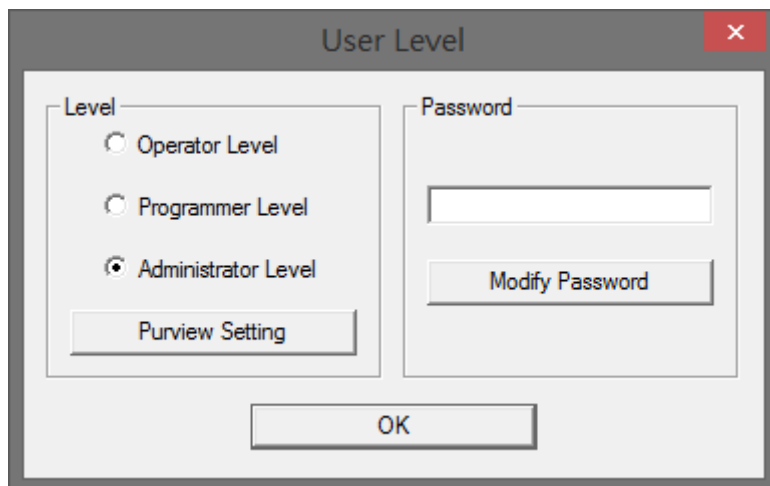 User Level
Level
Operator Level
Programmer Level
Administrator Level
Purview Setting
Password
Modify Password
OK